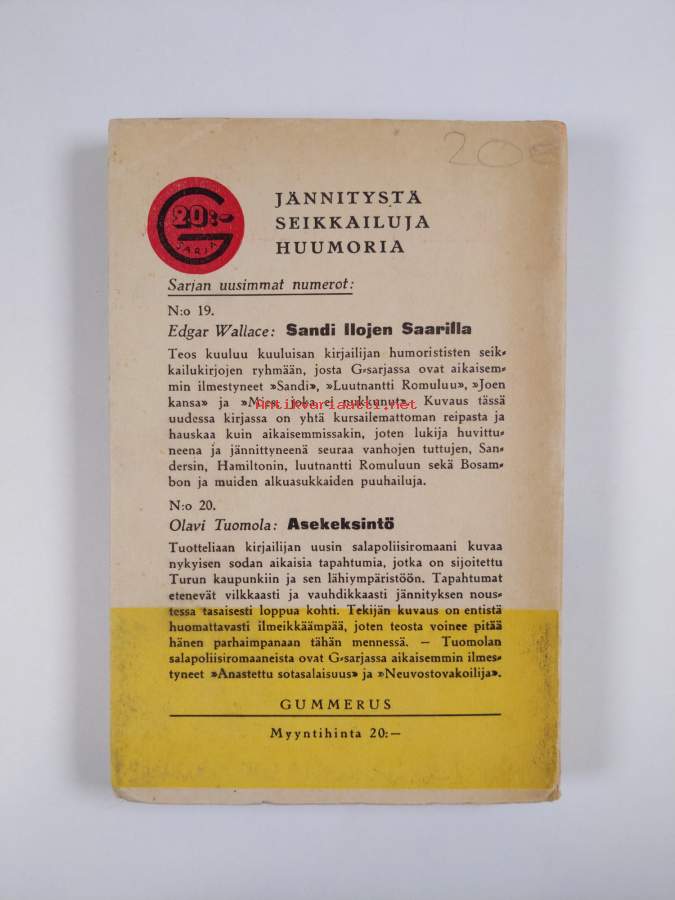 20€
20:-
G
SARJA
JÄNNITYSTÄ
SEIKKAILUJA
HUUMORIA
Sarjan uusimmat numerot:
N:o 19.
Edgar Wallace: Sandi Ilojen Saarilla
Teos kuuluu kuuluisan kirjailijan humorististen seik-
kailukirjojen ryhmään, josta G-sarjassa ovat aikaisem-
min ilmestyneet »Sandi», »Luutnantti Romuluu», »Joen
kansa» ja »Mies, joka ei nukkunut». Kuvaus tässä
Antikvariaatti.net
uudessa kirjassa on yhtä kursailemattoman reipasta ja
hauskaa kuin aikaisemmissakin, joten lukija huvittu-
neena ja jännittyneenä seuraa vanhojen tuttujen, San-
dersin, Hamiltonin, luutnantti Romuluun sekä Bosam-
bon ja muiden alkuasukkaiden puuhailuja.
N:o 20.
Olavi Tuomola: Asekeksintö
Tuotteliaan kirjailijan uusin salapoliisiromaani kuvaa
nykyisen sodan aikaisia tapahtumia, jotka on sijoitettu
Turun kaupunkiin ja sen lähiympäristöön. Tapahtumat
etenevät vilkkaasti ja vauhdikkaasti jännityksen nous-
tessa tasaisesti loppua kohti. Tekijän kuvaus on entistä
huomattavasti ilmeikkäämpää, joten teosta voinee pitää
hänen parhaimpanaan tähän mennessä. — Tuomolan
salapoliisiromaaneista ovat G-sarjassa aikaisemmin ilmes-
tyneet »Anastettu sotasalaisuus» ja »Neuvostovakoilija».
GUMMERUS
Myyntihinta 20:—